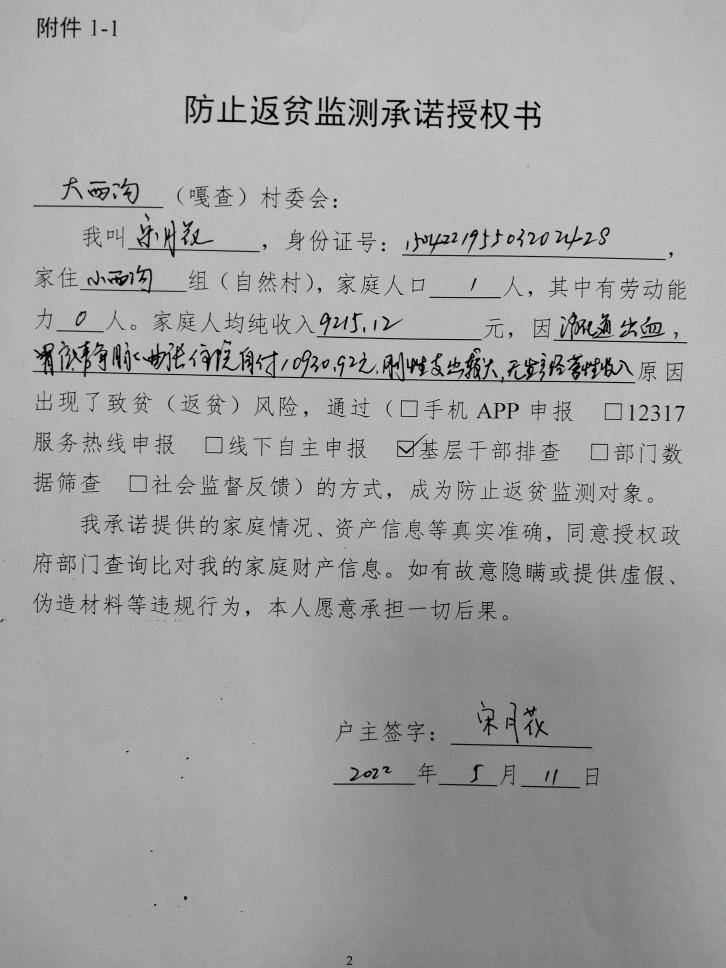 附件 1-1
防止返贫监测承诺授权书
大西沟（嘎查）村委会：
我叫宋月花，身份证号：150422195503202428，
家住小西沟组（自然村），家庭人口1人，其中有劳动能
力0人。家庭人均纯收入9215.12元，因消化道出血，
胃底静脉曲张住院自付10930.92元，刚性支出较大，无经营性收入原因
出现了致贫（返贫）风险，通过（□手机 APP 申报 □12317
服务热线申报 □线下自主申报 ☑基层干部排查 □部门数
据筛查 □社会监督反馈）的方式，成为防止返贫监测对象。
我承诺提供的家庭情况、资产信息等真实准确，同意授权政
府部门查询比对我的家庭财产信息。如有故意隐瞒或提供虚假、
伪造材料等违规行为，本人愿意承担一切后果。
户主签字：宋月花
2022年5月11日
2